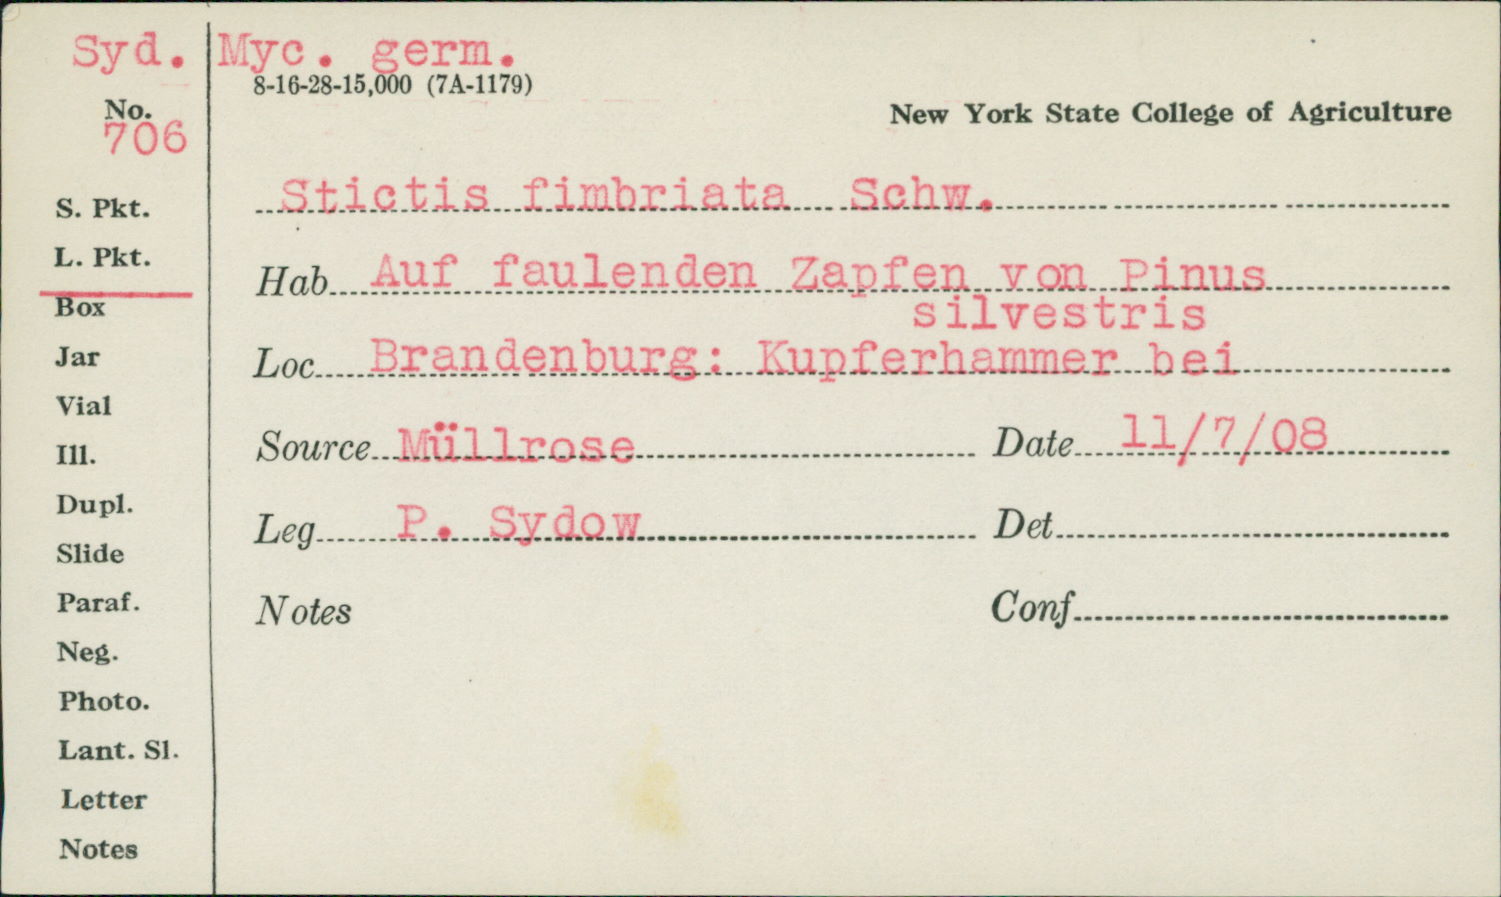 Syd. Myc. germ.
8-16-28-15,000 (7A-1179)
No.
706
New York State College of Agriculture
Stictis fimbriata Schw.
S. Pkt.
L. Pkt.
Hab Auf faulenden Zapfen von Pinus
silvestris
Box
Jar
Loc Brandenburg: Kupferhammer bei
Vial
Ill.
Source Müllrose Date 11/7/08
Dupl.
Leg P. Sydow Det
Slide
Paraf.
Notes Conf
Neg.
Photo.
Lant. Sl.
Letter
Notes